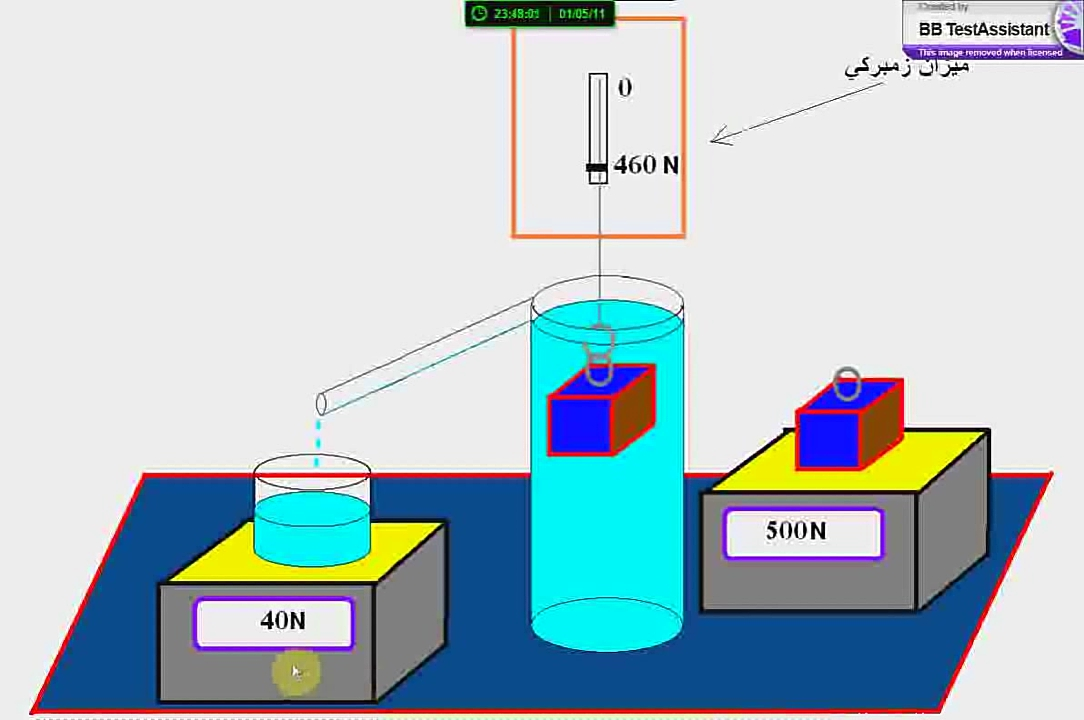 23:48:09 01/05/11
Created by
BB TestAssistant
This image removed when licensed
ميزان زمبركي
0
460 N
500N
40N